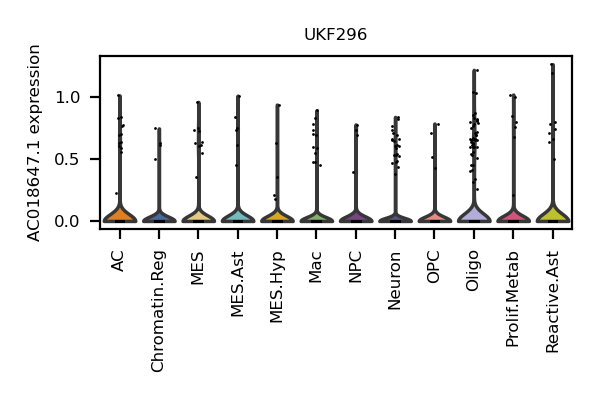 UKF296
AC018647.1 expression
1.0
0.5
0.0
AC
Chromatin.Reg
MES
MES.Ast
MES.Hyp
Mac
NPC
Neuron
OPC
Oligo
Prolif.Metab
Reactive.Ast